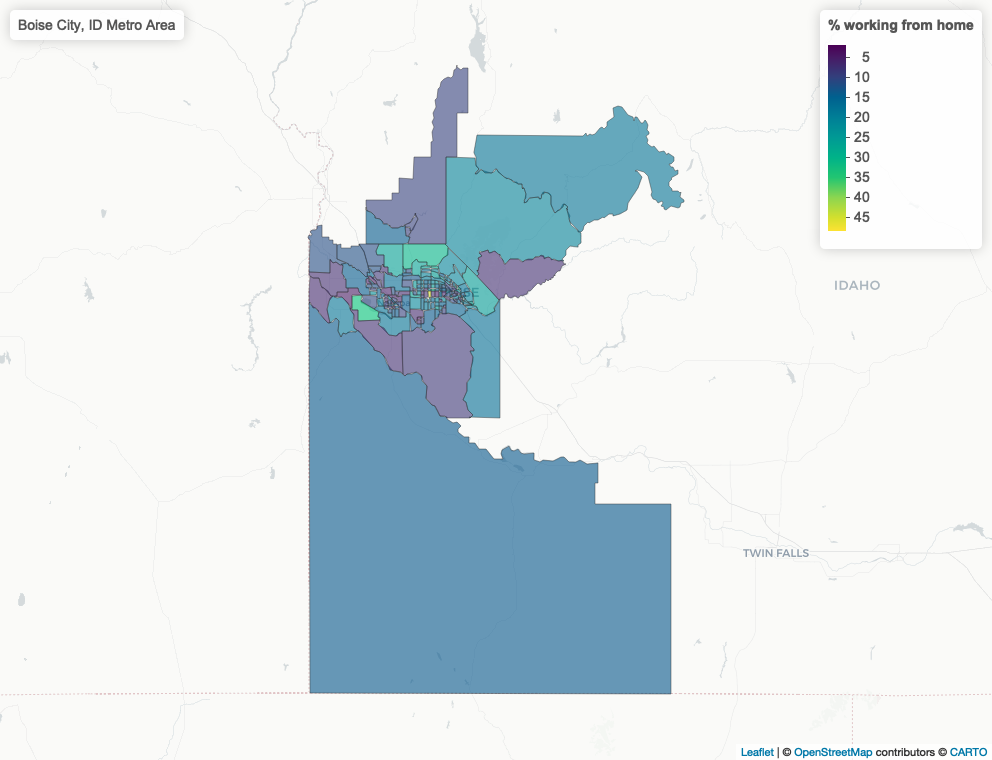 Boise City, ID Metro Area
% working from home
5
10
15
20
25
30
35
40
45
BOISE
IDAHO
TWIN FALLS
Leaflet | © OpenStreetMap contributors © CARTO